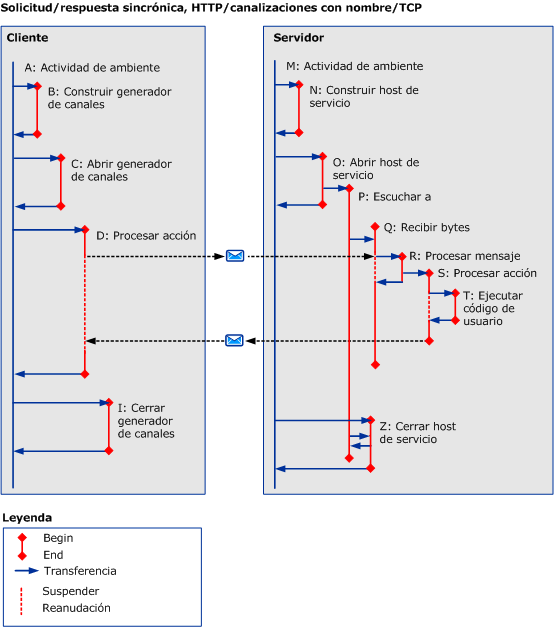 Solicitud/respuesta sincrónica, HTTP/canalizaciones con nombre/TCP
Cliente
A: Actividad de ambiente
B: Construir generador
de canales
C: Abrir generador
de canales
D: Procesar acción
I: Cerrar
generador
de canales
Servidor
M: Actividad de ambiente
N: Construir host de
servicio
O: Abrir host de
servicio
P: Escuchar a
Q: Recibir bytes
R: Procesar mensaje
S: Procesar acción
T: Ejecutar
código de
usuario
Z: Cerrar host
de servicio
Leyenda
Begin
End
Transferencia
Suspender
Reanudación